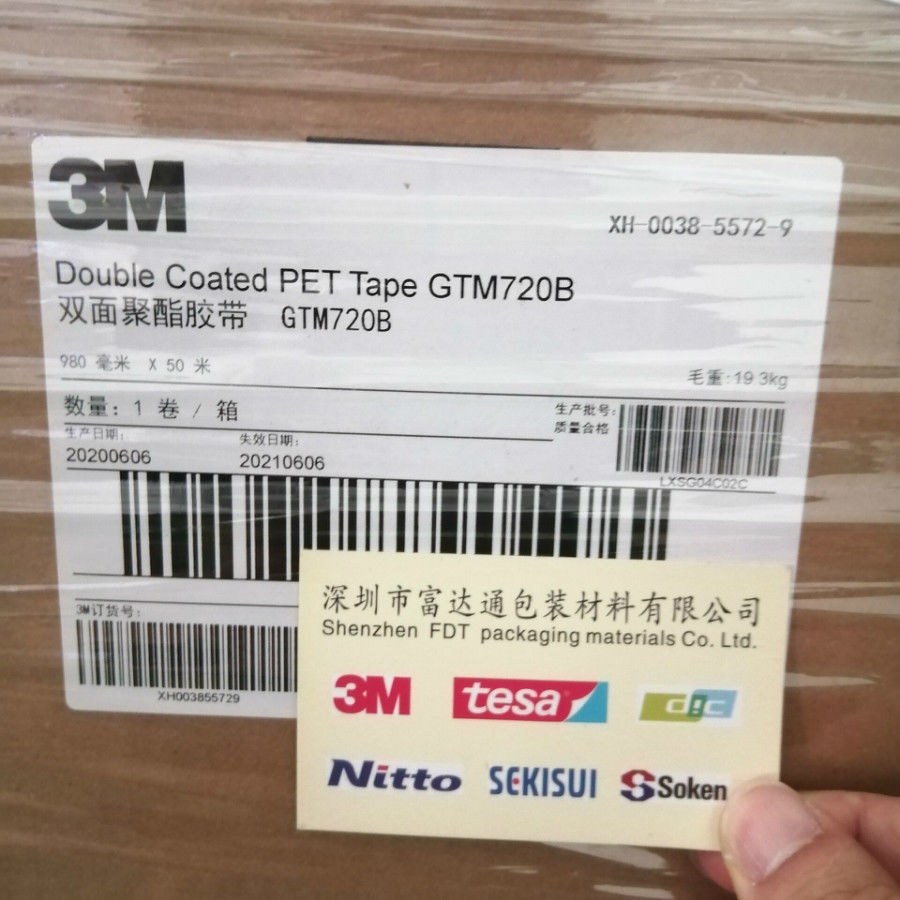 3M
XH-0038-5572-9
Double Coated PET Tape GTM720B
双面聚酯胶带 GTM720B
980 毫米 X 50 米
毛重:19.3kg
数量: 1 卷 / 箱
生产批号:
质量合格
生产日期:
失效日期:
20200606
20210606
LXSG04C02C
3M订货号:
XH003855729
深圳市富达通包装材料有限公司
Shenzhen FDT packaging materials Co. Ltd.
3M tesa dgc
Nitto SEKISUI Soken